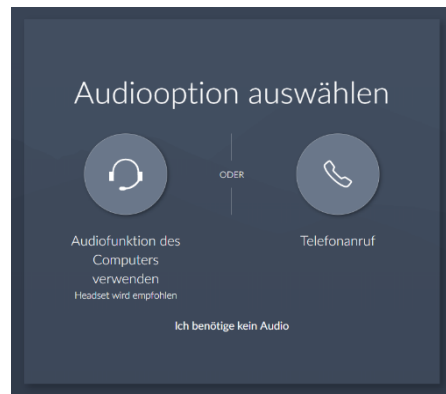 Audiooption auswählen
ODER
Audiofunktion des
Computers
verwenden
Headset wird empfohlen
Telefonanruf
Ich benötige kein Audio